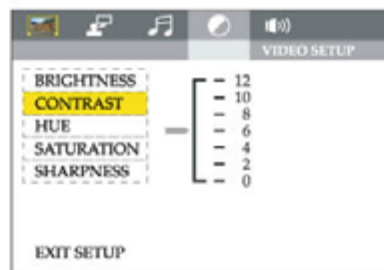 VIDEO SETUP
BRIGHTNESS
CONTRAST
HUE
SATURATION
SHARPNESS
12
10
8
6
4
2
0
EXIT SETUP